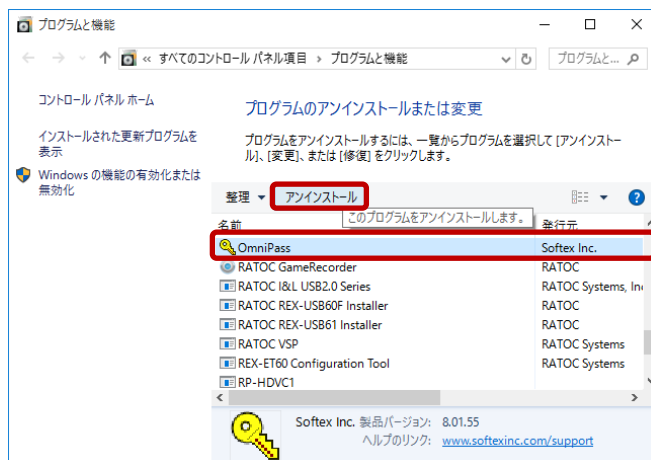 プログラムと機能
« すべてのコントロール パネル項目 › プログラムと機能
プログラムと...
コントロール パネル ホーム
インストールされた更新プログラムを
表示
Windows の機能の有効化または
無効化
プログラムのアンインストールまたは変更
プログラムをアンインストールするには、一覧からプログラムを選択して [アンインストー
ル]、[変更]、または [修復] をクリックします。
整理 アンインストール
このプログラムをアンインストールします。
名前 発行元
OmniPass Softex Inc.
RATOC GameRecorder RATOC
RATOC I&L USB2.0 Series RATOC Systems, In
RATOC REX-USB60F Installer RATOC
RATOC REX-USB61 Installer RATOC
RATOC VSP RATOC Systems
REX-ET60 Configuration Tool RATOC Systems
RP-HDVC1
Softex Inc. 製品バージョン: 8.01.55
ヘルプのリンク: www.softexinc.com/support